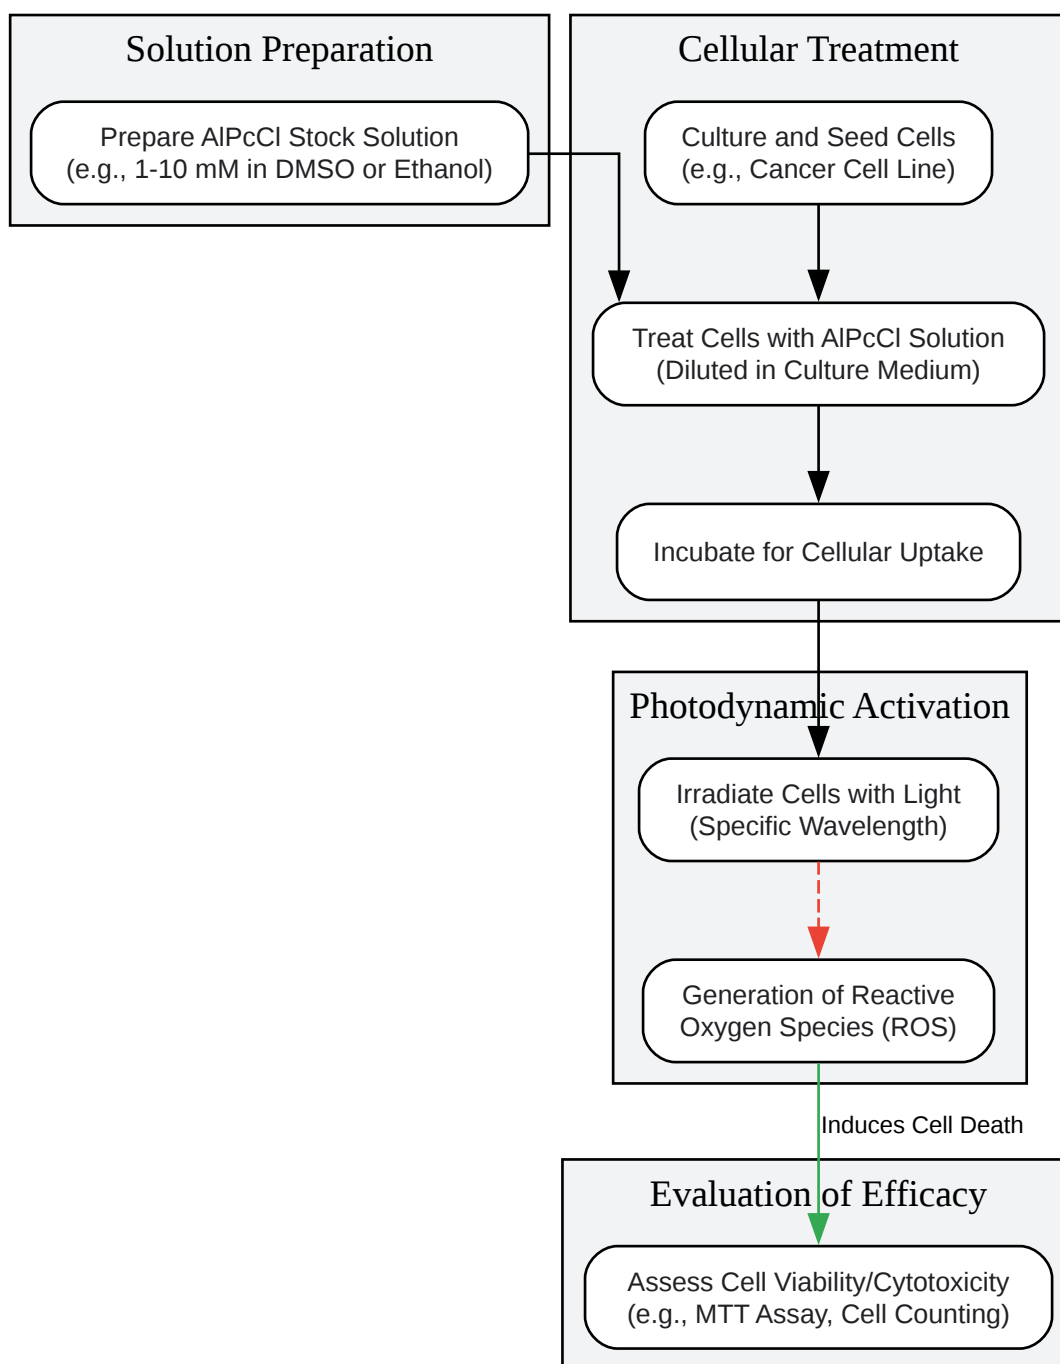 Solution Preparation
Prepare AlPcCl Stock Solution
(e.g., 1-10 mM in DMSO or Ethanol)
Cellular Treatment
Culture and Seed Cells
(e.g., Cancer Cell Line)
Treat Cells with AlPcCl Solution
(Diluted in Culture Medium)
Incubate for Cellular Uptake
Photodynamic Activation
Irradiate Cells with Light
(Specific Wavelength)
Generation of Reactive
Oxygen Species (ROS)
Induces Cell Death
Evaluation of Efficacy
Assess Cell Viability/Cytotoxicity
(e.g., MTT Assay, Cell Counting)